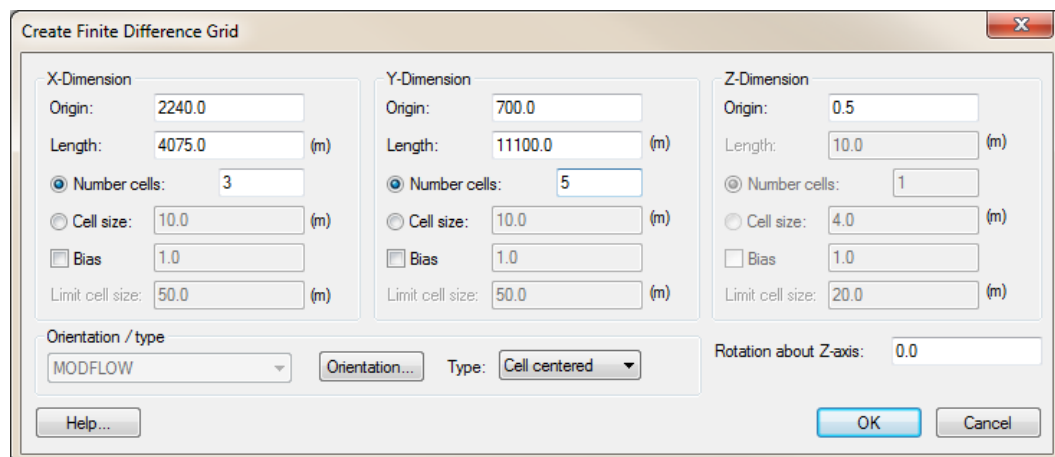 Create Finite Difference Grid
X-Dimension
Origin: 2240.0
Length: 4075.0 (m)
Number cells: 3
Cell size: 10.0 (m)
Bias 1.0
Limit cell size: 50.0 (m)
Y-Dimension
Origin: 700.0
Length: 11100.0 (m)
Number cells: 5
Cell size: 10.0 (m)
Bias 1.0
Limit cell size: 50.0 (m)
Z-Dimension
Origin: 0.5
Length: 10.0 (m)
Number cells: 1
Cell size: 4.0 (m)
Bias 1.0
Limit cell size: 20.0 (m)
Orientation / type
MODFLOW Orientation... Type: Cell centered
Rotation about Z-axis: 0.0
Help... OK Cancel